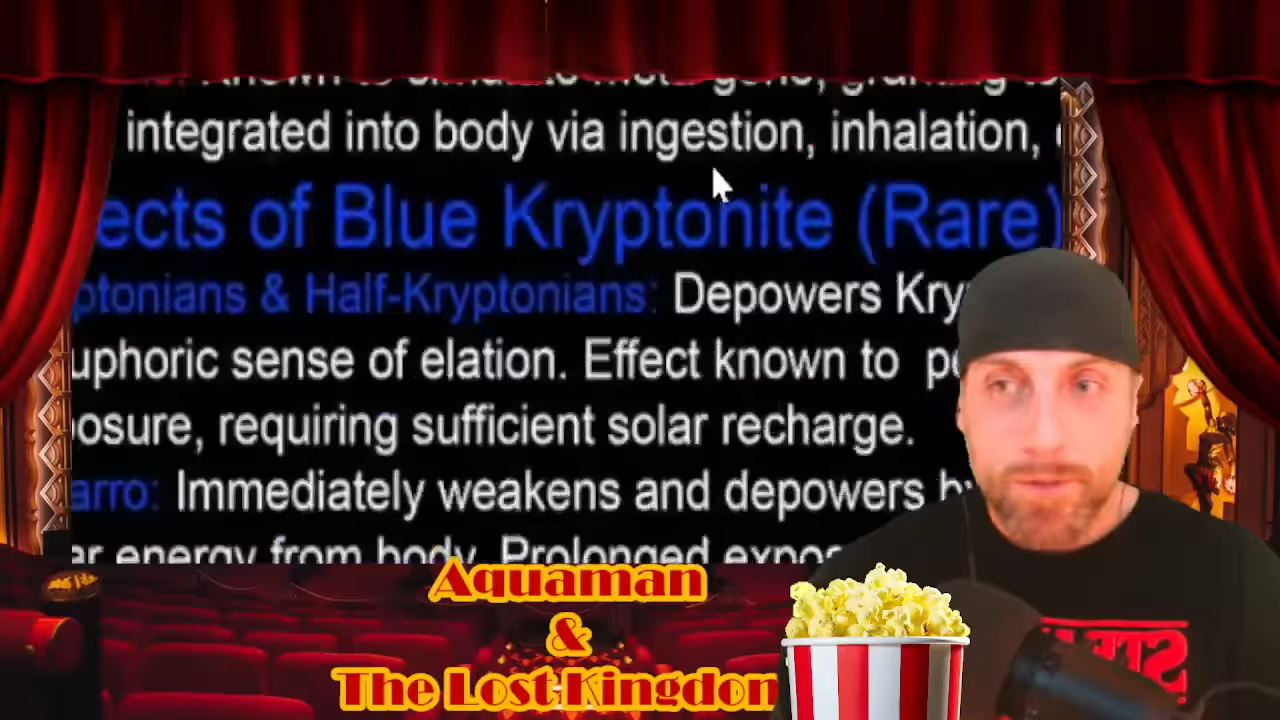 integrated into body via ingestion, inhalation,
ects of Blue Kryptonite (Rare)
ptonians & Half-Kryptonians: Depowers Kry
uphoric sense of elation. Effect known to pe
posure, requiring sufficient solar recharge.
arro: Immediately weakens and depowers by
er energy from body. Prolonged expos
Aquaman
&
The Lost Kingdom